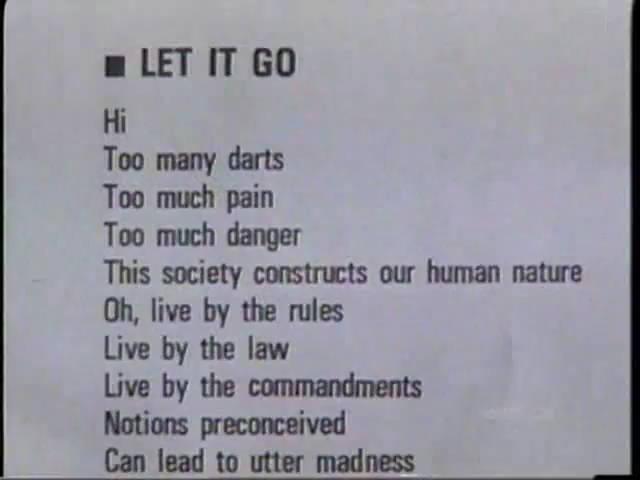 ■ LET IT GO
Hi
Too many darts
Too much pain
Too much danger
This society constructs our human nature
Oh, live by the rules
Live by the law
Live by the commandments
Notions preconceived
Can lead to utter madness